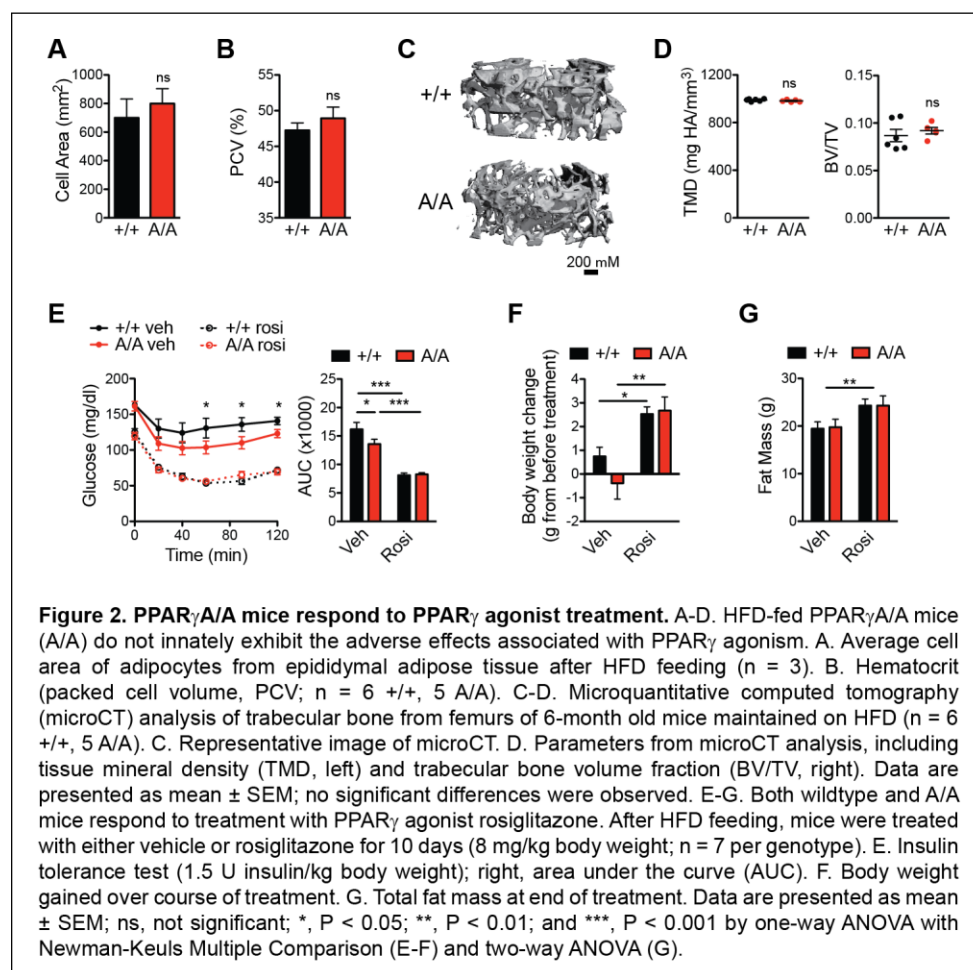 A
Cell Area (mm²)
1000
800
600
400
200
0
ns
+/+
A/A
B
PCV (%)
55
50
45
40
35
ns
+/+
A/A
C
+/+
A/A
200 mM
D
TMD (mg HA/mm³)
1200
900
600
300
0
ns
+/+
A/A
BV/TV
0.15
0.10
0.05
0.00
ns
+/+
A/A
E
+/+ veh
A/A veh
+/+ rosi
A/A rosi
Glucose (mg/dl)
200
150
100
50
0
* * *
0 40 80 120
Time (min)
+/+
A/A
AUC (x1000)
25
20
15
10
5
0
***
* ***
Veh
Rosi
F
+/+
A/A
Body weight change
(g from before treatment)
4
3
2
1
0
-1
-2
**
*
Veh
Rosi
G
+/+
A/A
Fat Mass (g)
40
30
20
10
0
**
Veh
Rosi
Figure 2. PPARγA/A mice respond to PPARγ agonist treatment. A-D. HFD-fed PPARγA/A mice
(A/A) do not innately exhibit the adverse effects associated with PPARγ agonism. A. Average cell
area of adipocytes from epididymal adipose tissue after HFD feeding (n = 3). B. Hematocrit
(packed cell volume, PCV; n = 6 +/+, 5 A/A). C-D. Microquantitative computed tomography
(microCT) analysis of trabecular bone from femurs of 6-month old mice maintained on HFD (n = 6
+/+, 5 A/A). C. Representative image of microCT. D. Parameters from microCT analysis, including
tissue mineral density (TMD, left) and trabecular bone volume fraction (BV/TV, right). Data are
presented as mean ± SEM; no significant differences were observed. E-G. Both wildtype and A/A
mice respond to treatment with PPARγ agonist rosiglitazone. After HFD feeding, mice were treated
with either vehicle or rosiglitazone for 10 days (8 mg/kg body weight; n = 7 per genotype). E. Insulin
tolerance test (1.5 U insulin/kg body weight); right, area under the curve (AUC). F. Body weight
gained over course of treatment. G. Total fat mass at end of treatment. Data are presented as mean
± SEM; ns, not significant; *, P < 0.05; **, P < 0.01; and ***, P < 0.001 by one-way ANOVA with
Newman-Keuls Multiple Comparison (E-F) and two-way ANOVA (G).